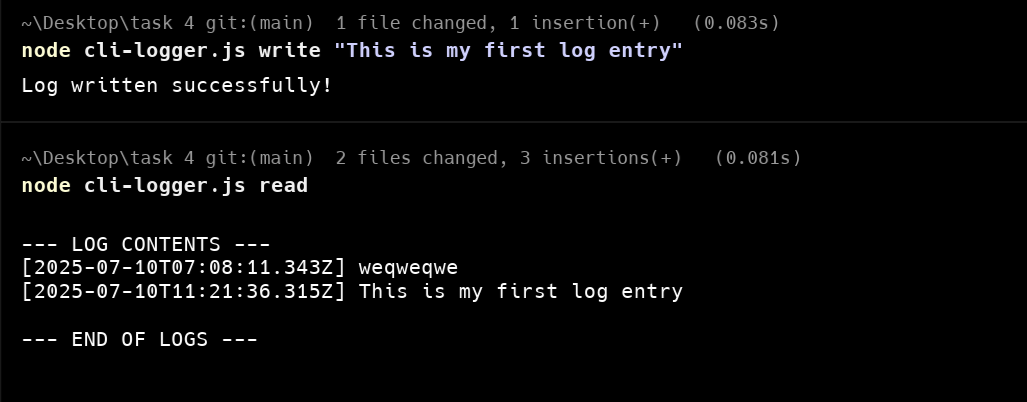 ~\Desktop\task 4 git:(main)  1 file changed, 1 insertion(+)   (0.083s)
node cli-logger.js write "This is my first log entry"
Log written successfully!
~\Desktop\task 4 git:(main)  2 files changed, 3 insertions(+)   (0.081s)
node cli-logger.js read
--- LOG CONTENTS ---
[2025-07-10T07:08:11.343Z] weqweqwe
[2025-07-10T11:21:36.315Z] This is my first log entry
--- END OF LOGS ---